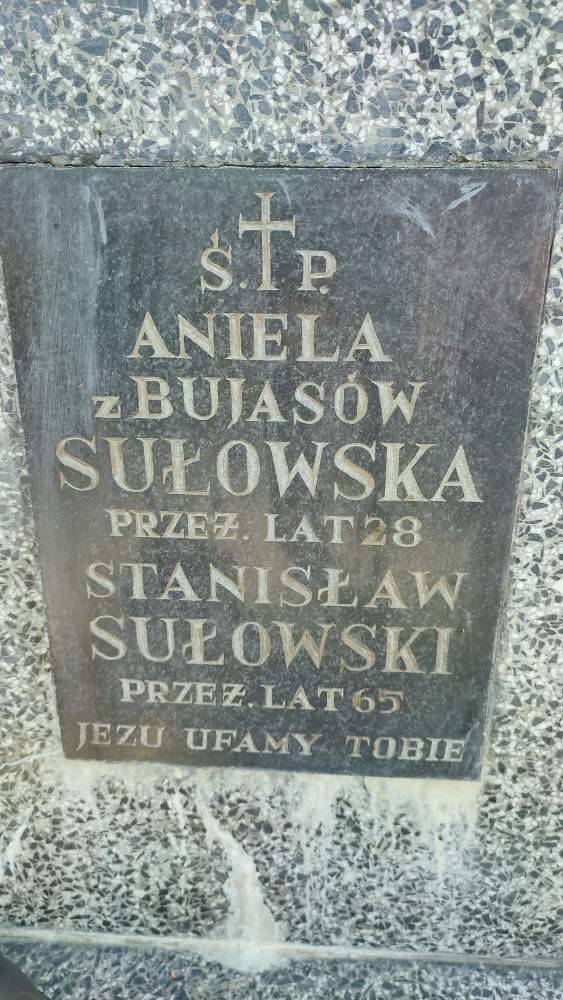 Ś. P.
ANIELA
z BUJASÓW
SUŁOWSKA
PRZEŻ. LAT 28
STANISŁAW
SUŁOWSKI
PRZEŻ. LAT 65
JEZU UFAMY TOBIE